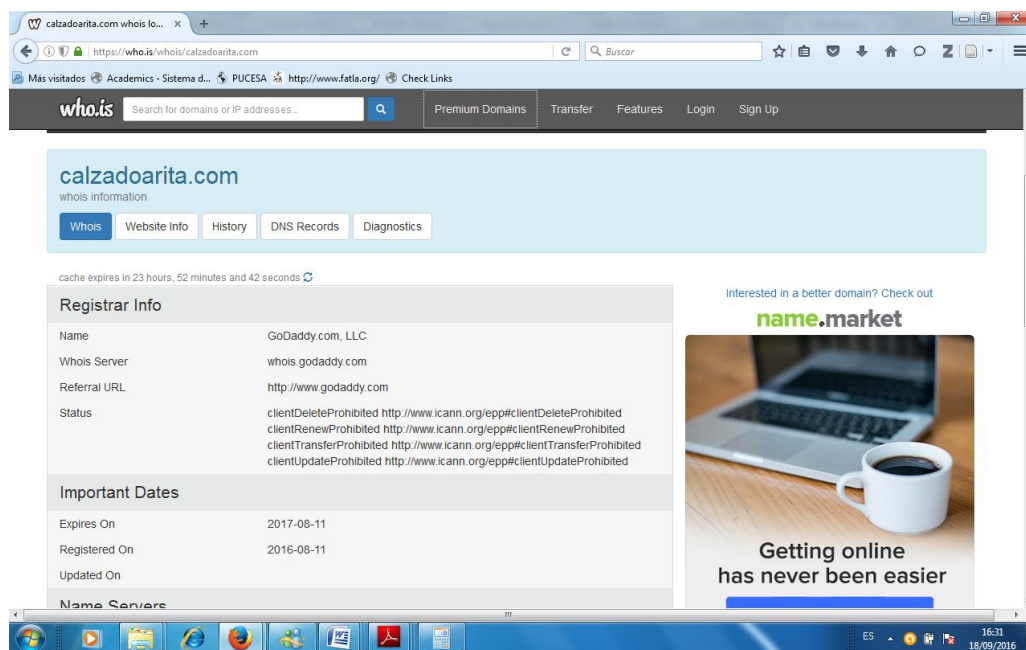 calzadoarita.com whois lo... × +
https://who.is/whois/calzadoarita.com
Buscar
Más visitados Academics - Sistema d... PUCESA http://www.fatla.org/ Check Links
who.is Search for domains or IP addresses... Premium Domains Transfer Features Login Sign Up
calzadoarita.com
whois information
Whois Website Info History DNS Records Diagnostics
cache expires in 23 hours, 52 minutes and 42 seconds
Registrar Info
Name GoDaddy.com, LLC
Whois Server whois.godaddy.com
Referral URL http://www.godaddy.com
Status clientDeleteProhibited http://www.icann.org/epp#clientDeleteProhibited
clientRenewProhibited http://www.icann.org/epp#clientRenewProhibited
clientTransferProhibited http://www.icann.org/epp#clientTransferProhibited
clientUpdateProhibited http://www.icann.org/epp#clientUpdateProhibited
Important Dates
Expires On 2017-08-11
Registered On 2016-08-11
Updated On
Name Servers
Interested in a better domain? Check out
name.market
Getting online
has never been easier
ES 16:31
18/09/2016